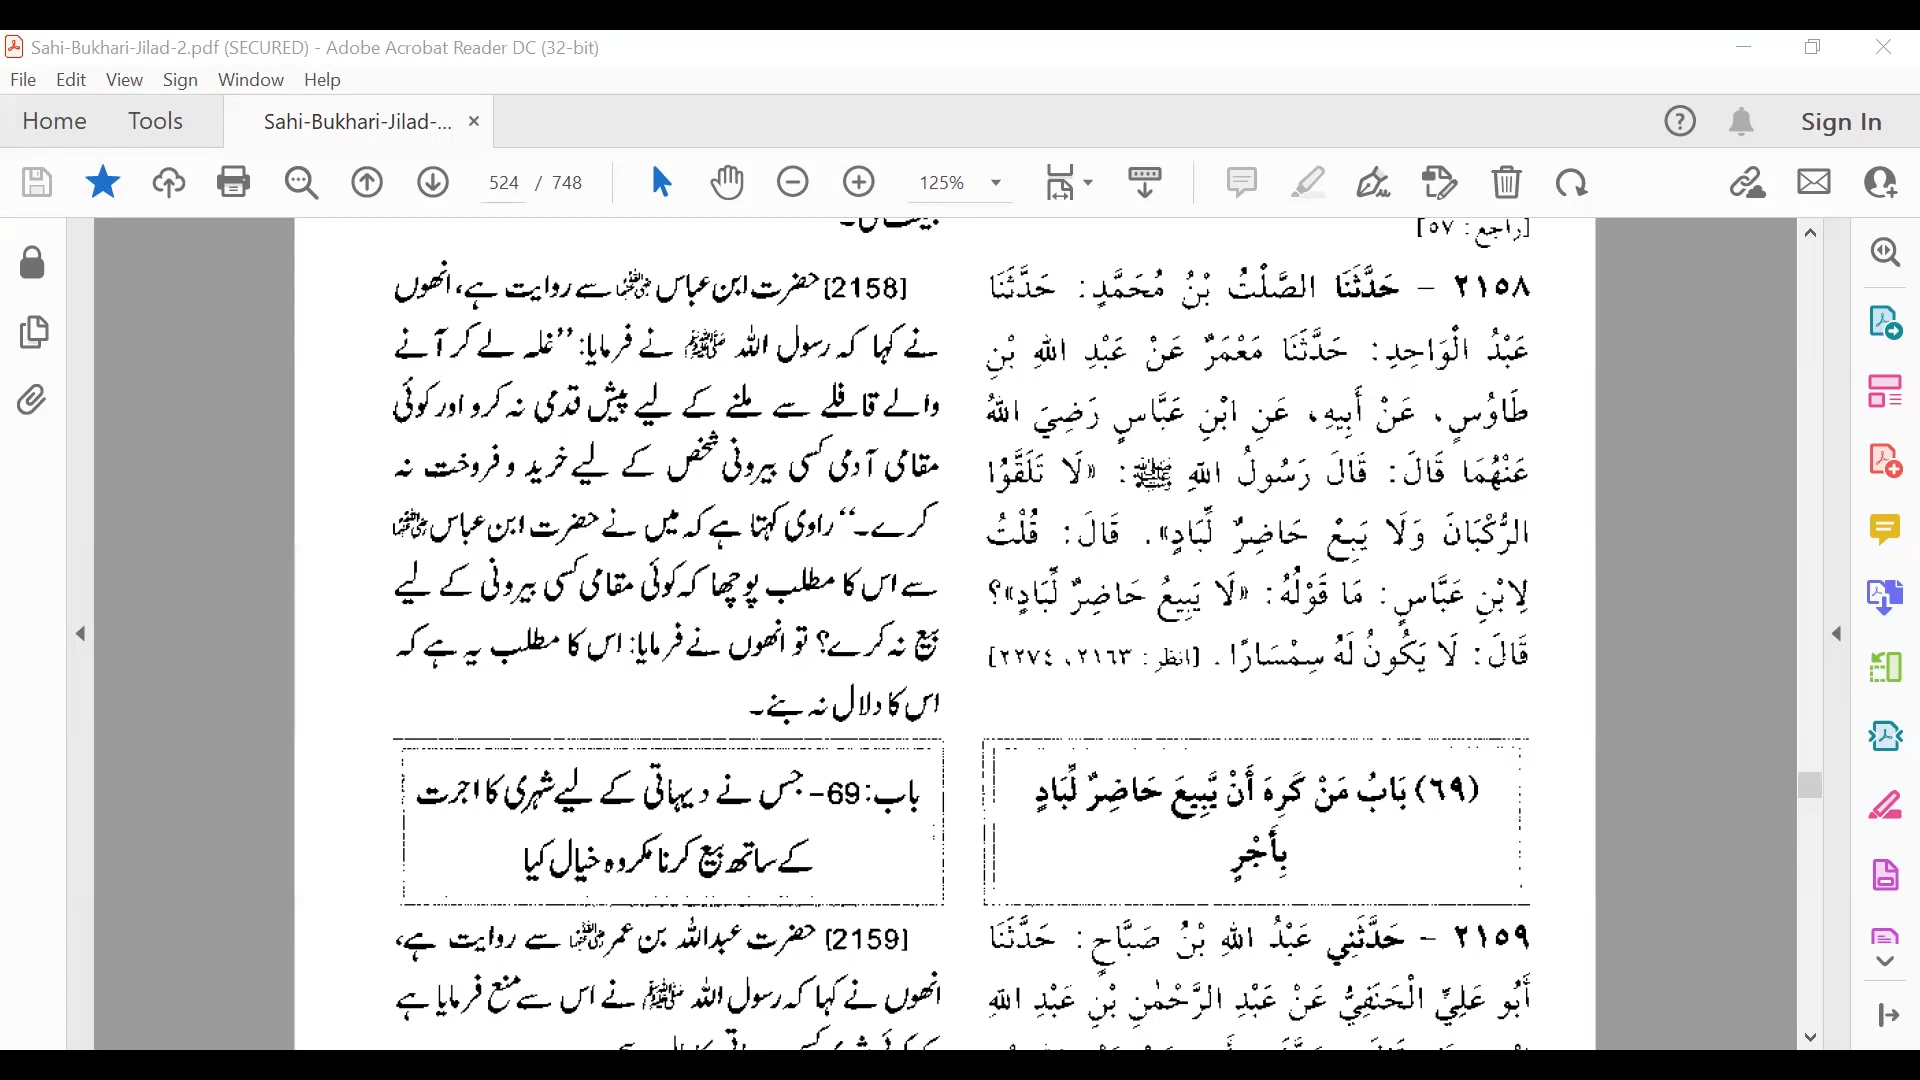 Sahi-Bukhari-Jilad-2.pdf (SECURED) - Adobe Acrobat Reader DC (32-bit)
File Edit View Sign Window Help
Home Tools Sahi-Bukhari-Jilad-... × Sign In
524 / 748 125%
[راجع: ٥٧]
٢١٥٨ - حَدَّثَنَا الصَّلْتُ بْنُ مُحَمَّدٍ: حَدَّثَنَا
عَبْدُ الْوَاحِدِ: حَدَّثَنَا مَعْمَرٌ عَنْ عَبْدِ اللهِ بْنِ
طَاوُسٍ، عَنْ أَبِيهِ، عَنِ ابْنِ عَبَّاسٍ رَضِيَ اللهُ
عَنْهُمَا قَالَ: قَالَ رَسُولُ اللهِ ﷺ: «لَا تَلَقَّوُا
الرُّكْبَانَ وَلَا يَبِعْ حَاضِرٌ لِّبَادٍ». قَالَ: قُلْتُ
لِابْنِ عَبَّاسٍ: مَا قَوْلُهُ: «لَا يَبِيعُ حَاضِرٌ لِّبَادٍ»؟
قَالَ: لَا يَكُونُ لَهُ سِمْسَارًا. [انظر: ٢١٦٣، ٢٢٧٤]
[2158] حضرت ابن عباس ؓ سے روایت ہے، انھوں
نے کہا کہ رسول اللہ ﷺ نے فرمایا: ’’غلہ لے کر آنے
والے قافلے سے ملنے کے لیے پیش قدمی نہ کرو اور کوئی
مقامی آدمی کسی بیرونی شخص کے لیے خرید و فروخت نہ
کرے۔‘‘ راوی کہتا ہے کہ میں نے حضرت ابن عباس ؓ
سے اس کا مطلب پوچھا کہ کوئی مقامی کسی بیرونی کے لیے
بیع نہ کرے؟ تو انھوں نے فرمایا: اس کا مطلب یہ ہے کہ
اس کا دلال نہ بنے۔
(٦٩) بَابُ مَنْ كَرِهَ أَنْ يَّبِيعَ حَاضِرٌ لِّبَادٍ
بِأَجْرٍ
باب: 69- جس نے دیہاتی کے لیے شہری کا اجرت
کے ساتھ بیع کرنا مکروہ خیال کیا
٢١٥٩ - حَدَّثَنِي عَبْدُ اللهِ بْنُ صَبَّاحٍ: حَدَّثَنَا
أَبُو عَلِيٍّ الْحَنَفِيُّ عَنْ عَبْدِ الرَّحْمٰنِ بْنِ عَبْدِ اللهِ
[2159] حضرت عبداللہ بن عمر ؓ سے روایت ہے،
انھوں نے کہا کہ رسول اللہ ﷺ نے اس سے منع فرمایا ہے